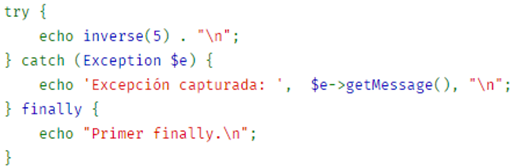 try {
    echo inverse(5) . "\n";
} catch (Exception $e) {
    echo 'Excepción capturada: ',  $e->getMessage(), "\n";
} finally {
    echo "Primer finally.\n";
}